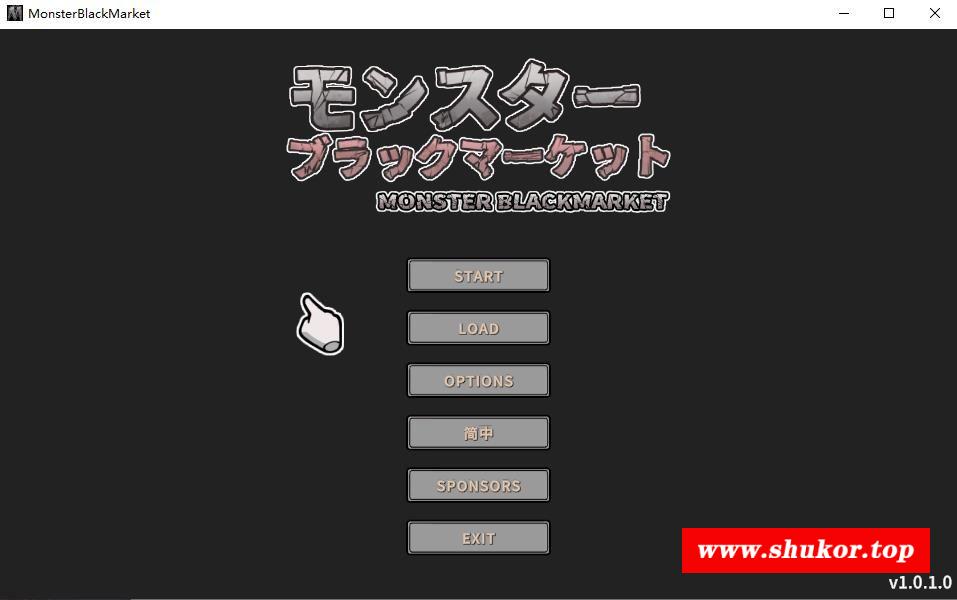 MonsterBlackMarket
モンスター
ブラックマーケット
MONSTER BLACKMARKET
START
LOAD
OPTIONS
简中
SPONSORS
EXIT
www.shukor.top
v1.0.1.0